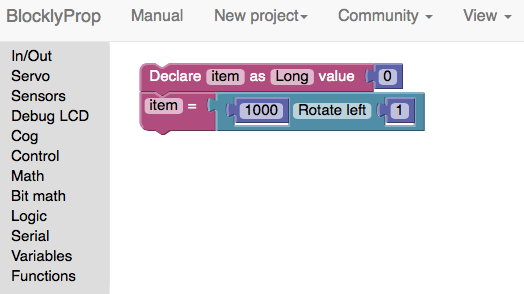 BlocklyProp Manual New project Community View
In/Out
Servo
Sensors
Debug LCD
Cog
Control
Math
Bit math
Logic
Serial
Variables
Functions
Declare item as Long value 0
item = 1000 Rotate left 1